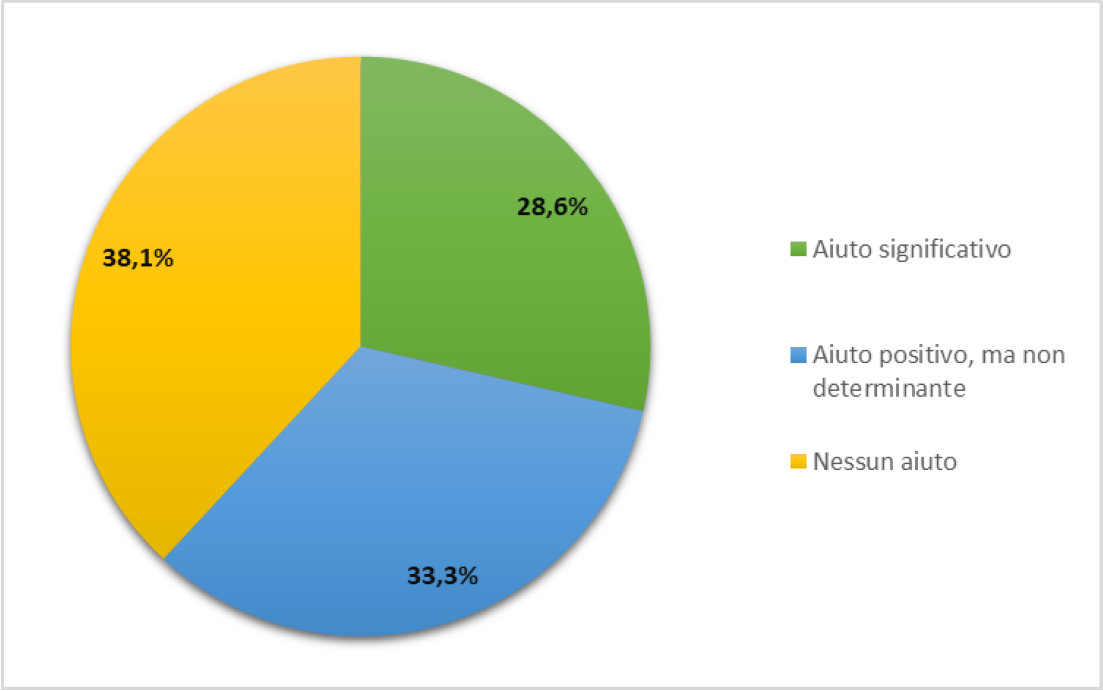 28,6%
38,1%
33,3%
Aiuto significativo
Aiuto positivo, ma non
determinante
Nessun aiuto